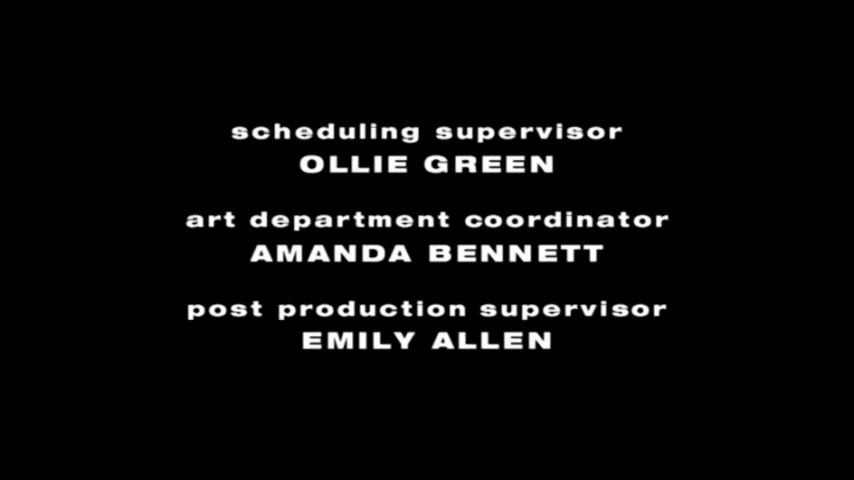 scheduling supervisor
OLLIE GREEN
art department coordinator
AMANDA BENNETT
post production supervisor
EMILY ALLEN